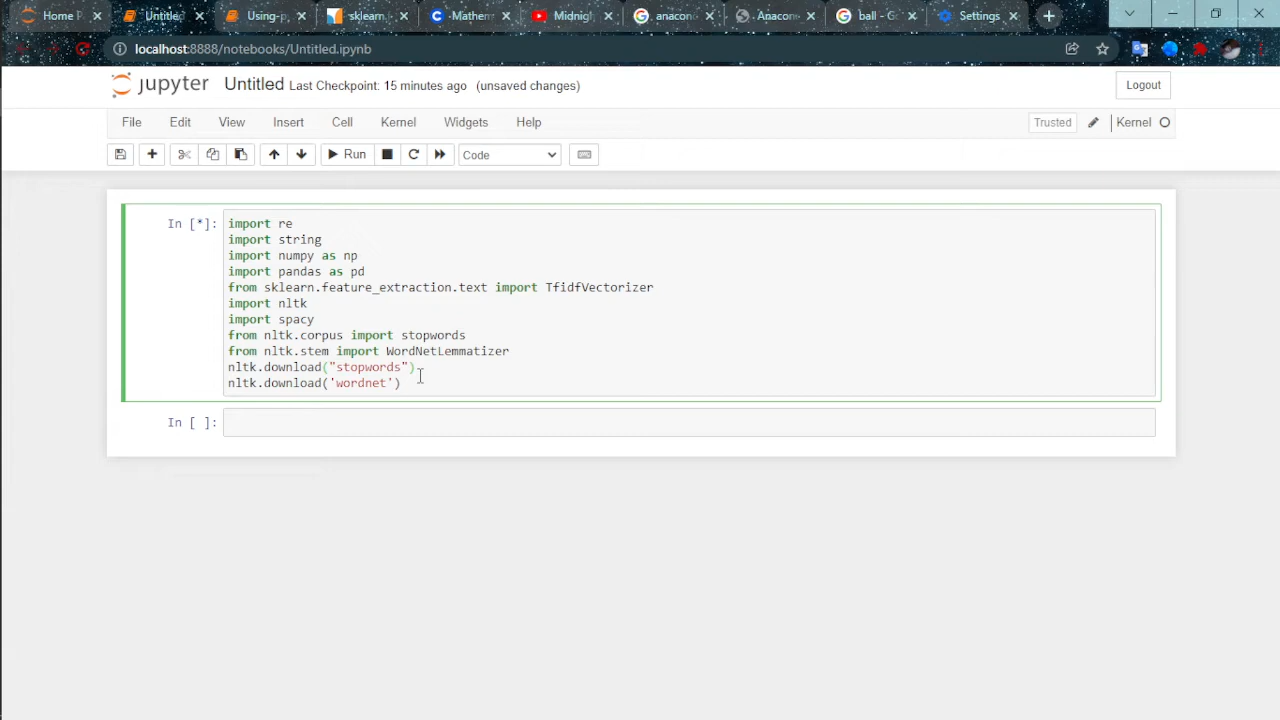 Home P
Untitled
Using-p
sklearn.
Mathem
Midnigh
anacon
Anacon
ball - Go
Settings
localhost:8888/notebooks/Untitled.ipynb
jupyter Untitled Last Checkpoint: 15 minutes ago (unsaved changes)
Logout
File Edit View Insert Cell Kernel Widgets Help
Trusted Kernel
Run Code
In [*]:
import re
import string
import numpy as np
import pandas as pd
from sklearn.feature_extraction.text import TfidfVectorizer
import nltk
import spacy
from nltk.corpus import stopwords
from nltk.stem import WordNetLemmatizer
nltk.download("stopwords")
nltk.download('wordnet')
In [ ]: